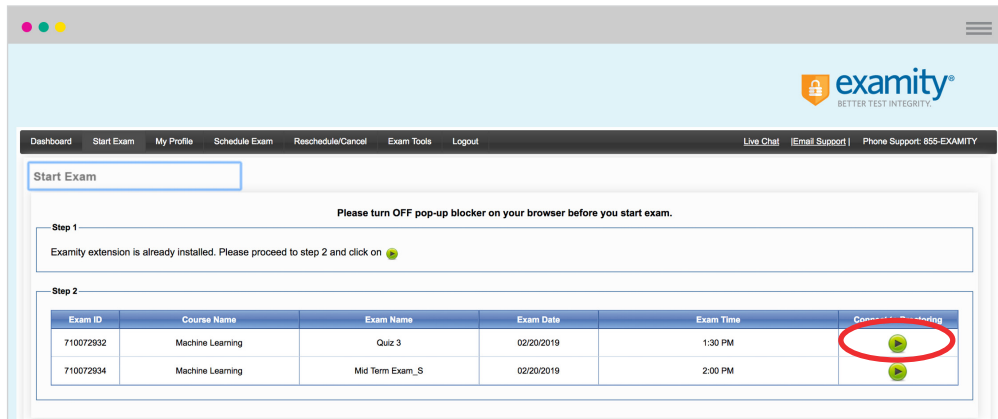 examity®
BETTER TEST INTEGRITY.
Dashboard Start Exam My Profile Schedule Exam Reschedule/Cancel Exam Tools Logout Live Chat |Email Support | Phone Support: 855-EXAMITY
Start Exam
Please turn OFF pop-up blocker on your browser before you start exam.
Step 1
Examity extension is already installed. Please proceed to step 2 and click on
Step 2
Exam ID Course Name Exam Name Exam Date Exam Time
710072932 Machine Learning Quiz 3 02/20/2019 1:30 PM
710072934 Machine Learning Mid Term Exam_S 02/20/2019 2:00 PM